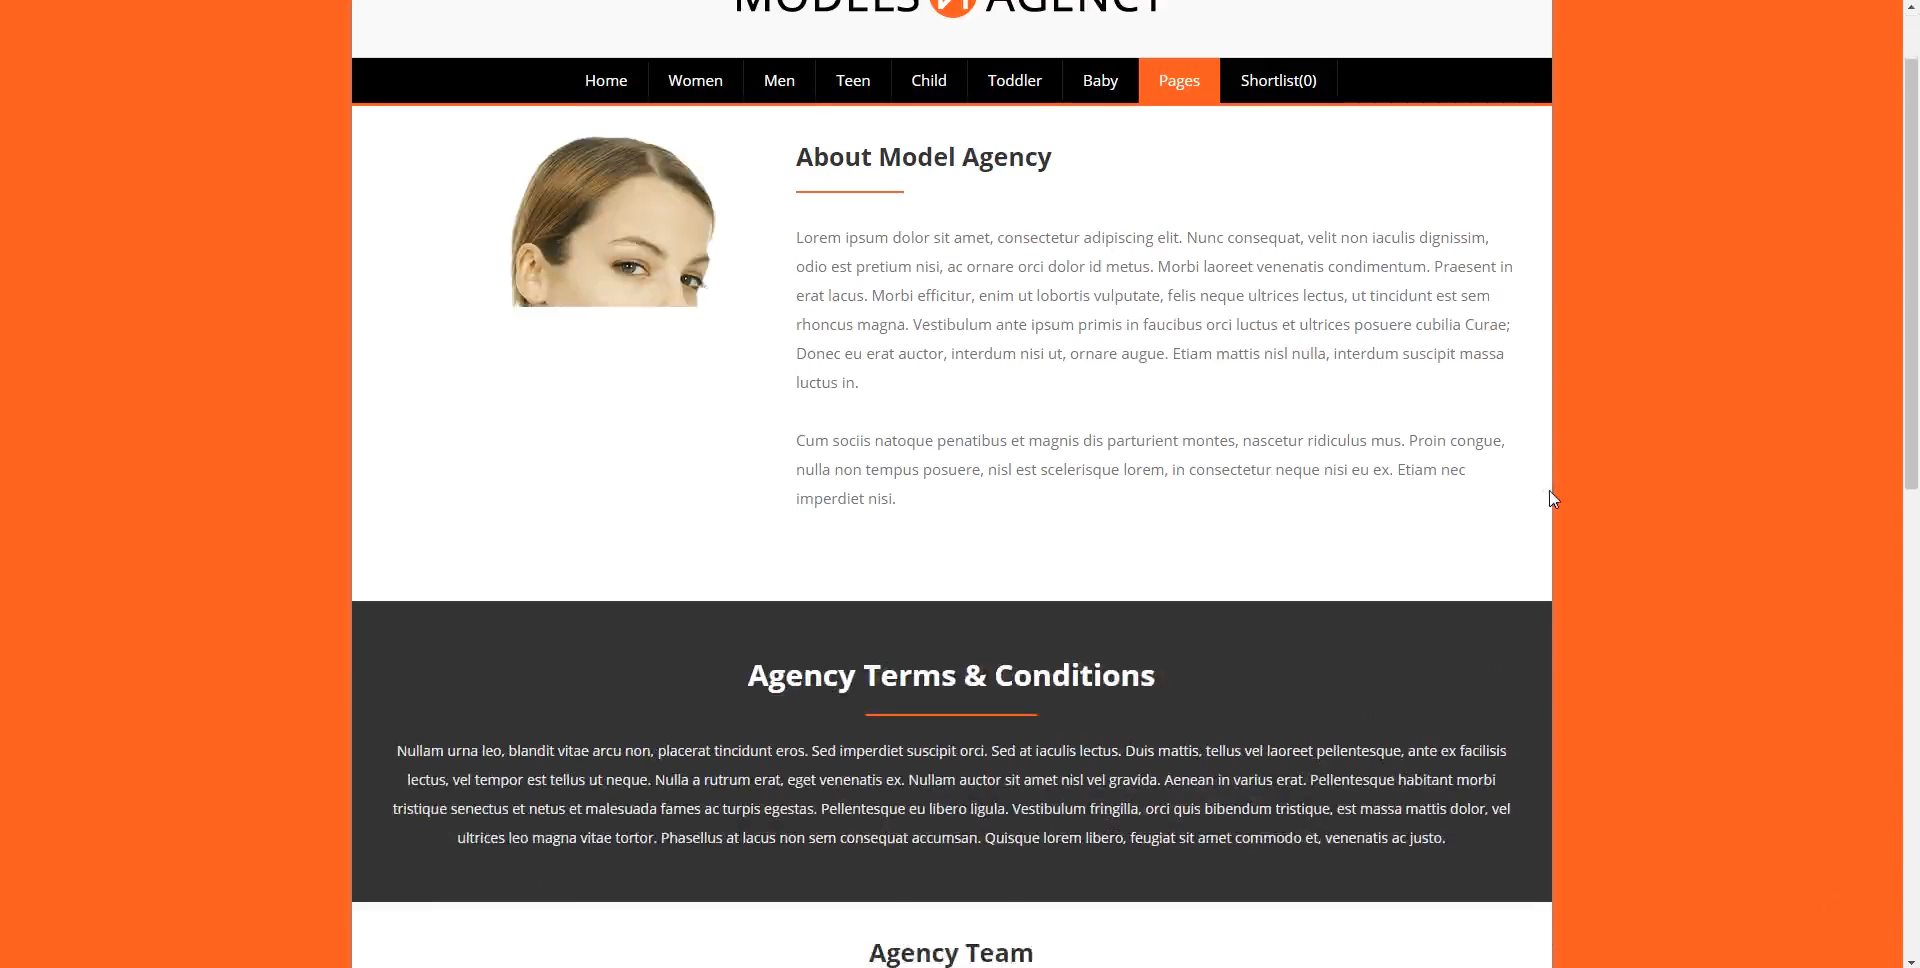 MODELS AGENCY
Home Women Men Teen Child Toddler Baby Pages Shortlist(0)
About Model Agency
Lorem ipsum dolor sit amet, consectetur adipiscing elit. Nunc consequat, velit non iaculis dignissim,
odio est pretium nisi, ac ornare orci dolor id metus. Morbi laoreet venenatis condimentum. Praesent in
erat lacus. Morbi efficitur, enim ut lobortis vulputate, felis neque ultrices lectus, ut tincidunt est sem
rhoncus magna. Vestibulum ante ipsum primis in faucibus orci luctus et ultrices posuere cubilia Curae;
Donec eu erat auctor, interdum nisi ut, ornare augue. Etiam mattis nisl nulla, interdum suscipit massa
luctus in.
Cum sociis natoque penatibus et magnis dis parturient montes, nascetur ridiculus mus. Proin congue,
nulla non tempus posuere, nisl est scelerisque lorem, in consectetur neque nisi eu ex. Etiam nec
imperdiet nisi.
Agency Terms & Conditions
Nullam urna leo, blandit vitae arcu non, placerat tincidunt eros. Sed imperdiet suscipit orci. Sed at iaculis lectus. Duis mattis, tellus vel laoreet pellentesque, ante ex facilisis
lectus, vel tempor est tellus ut neque. Nulla a rutrum erat, eget venenatis ex. Nullam auctor sit amet nisl vel gravida. Aenean in varius erat. Pellentesque habitant morbi
tristique senectus et netus et malesuada fames ac turpis egestas. Pellentesque eu libero ligula. Vestibulum fringilla, orci quis bibendum tristique, est massa mattis dolor, vel
ultrices leo magna vitae tortor. Phasellus at lacus non sem consequat accumsan. Quisque lorem libero, feugiat sit amet commodo et, venenatis ac justo.
Agency Team